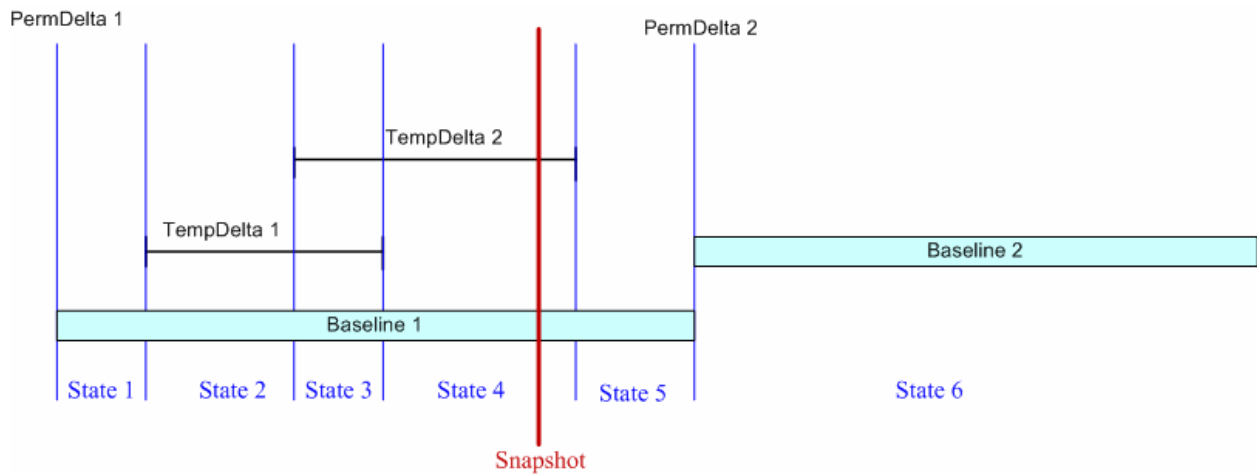 PermDelta 1
PermDelta 2
TempDelta 2
TempDelta 1
Baseline 2
Baseline 1
State 1
State 2
State 3
State 4
State 5
State 6
Snapshot